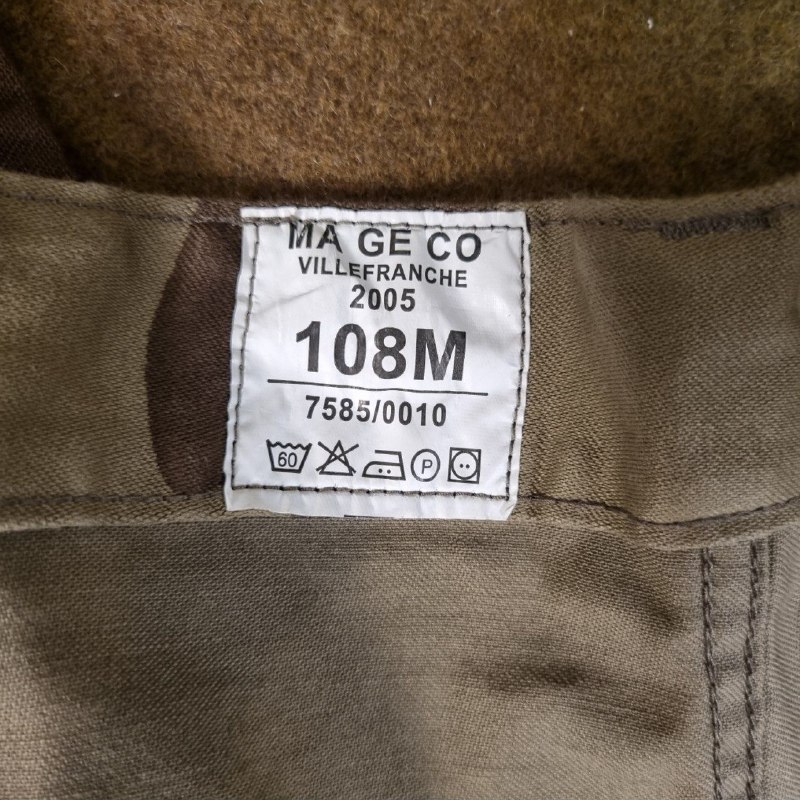 MA GE CO
VILLEFRANCHE
2005
108M
7585/0010
60 P